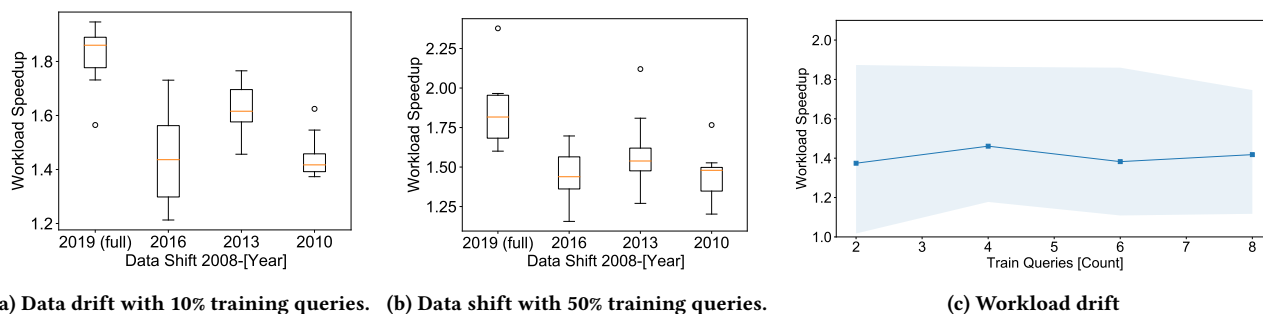 1.8
1.6
1.4
1.2
Workload Speedup
2019 (full) 2016 2013 2010
Data Shift 2008-[Year]
2.25
2.00
1.75
1.50
1.25
Workload Speedup
2019 (full) 2016 2013 2010
Data Shift 2008-[Year]
2.0
1.8
1.6
1.4
1.2
1.0
Workload Speedup
2 3 4 5 6 7 8
Train Queries [Count]
a) Data drift with 10% training queries.
(b) Data shift with 50% training queries.
(c) Workload drift